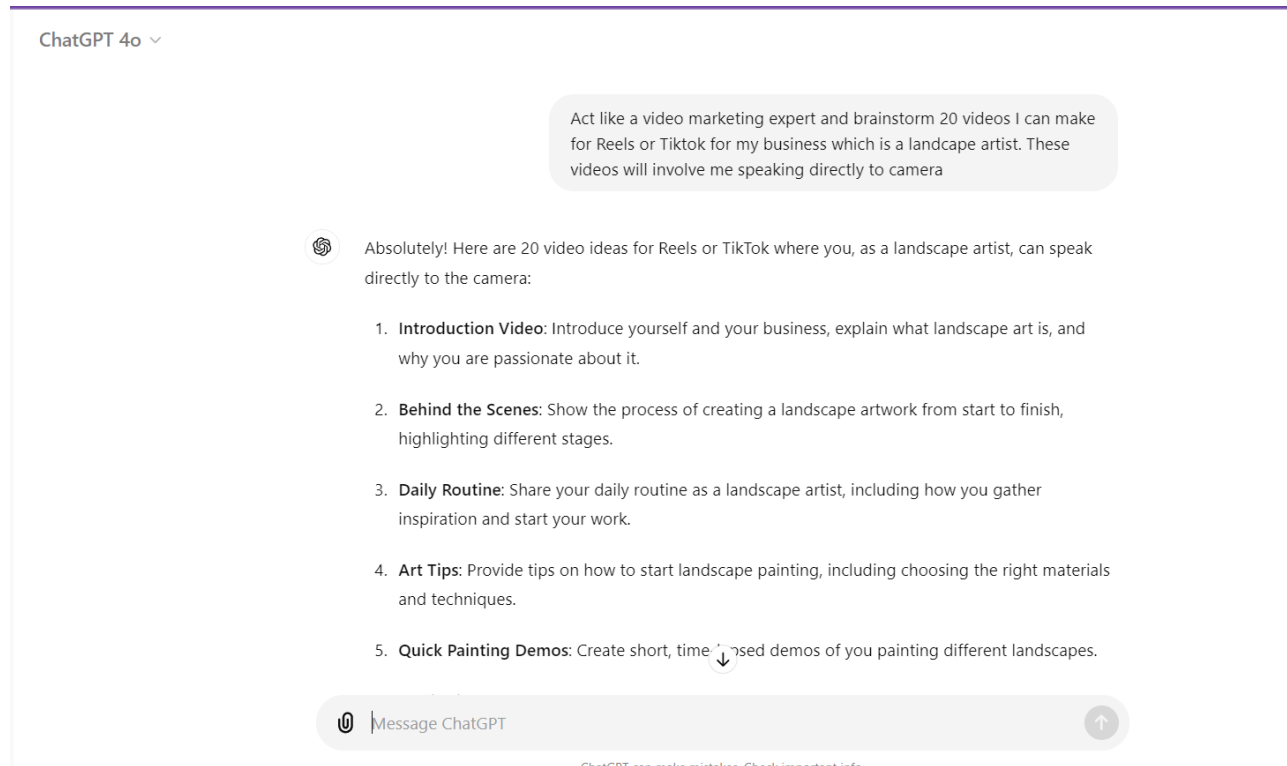 ChatGPT 4o
Act like a video marketing expert and brainstorm 20 videos I can make
for Reels or Tiktok for my business which is a landcape artist. These
videos will involve me speaking directly to camera
Absolutely! Here are 20 video ideas for Reels or TikTok where you, as a landscape artist, can speak
directly to the camera:
1. Introduction Video: Introduce yourself and your business, explain what landscape art is, and
why you are passionate about it.
2. Behind the Scenes: Show the process of creating a landscape artwork from start to finish,
highlighting different stages.
3. Daily Routine: Share your daily routine as a landscape artist, including how you gather
inspiration and start your work.
4. Art Tips: Provide tips on how to start landscape painting, including choosing the right materials
and techniques.
5. Quick Painting Demos: Create short, demos of you painting different landscapes.
Message ChatGPT
ChatGPT can make mistakes. Check important info.